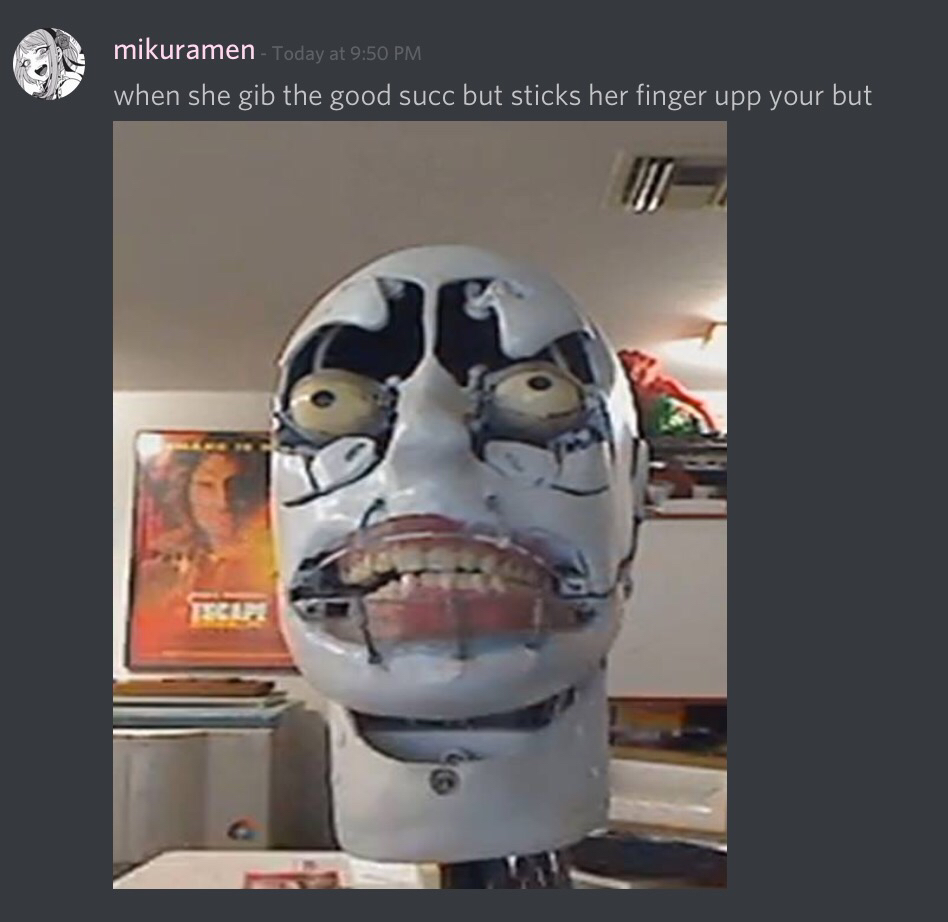 mikuramen - Today at 9:50 PM
when she gib the good succ but sticks her finger upp your but
ESCAPE